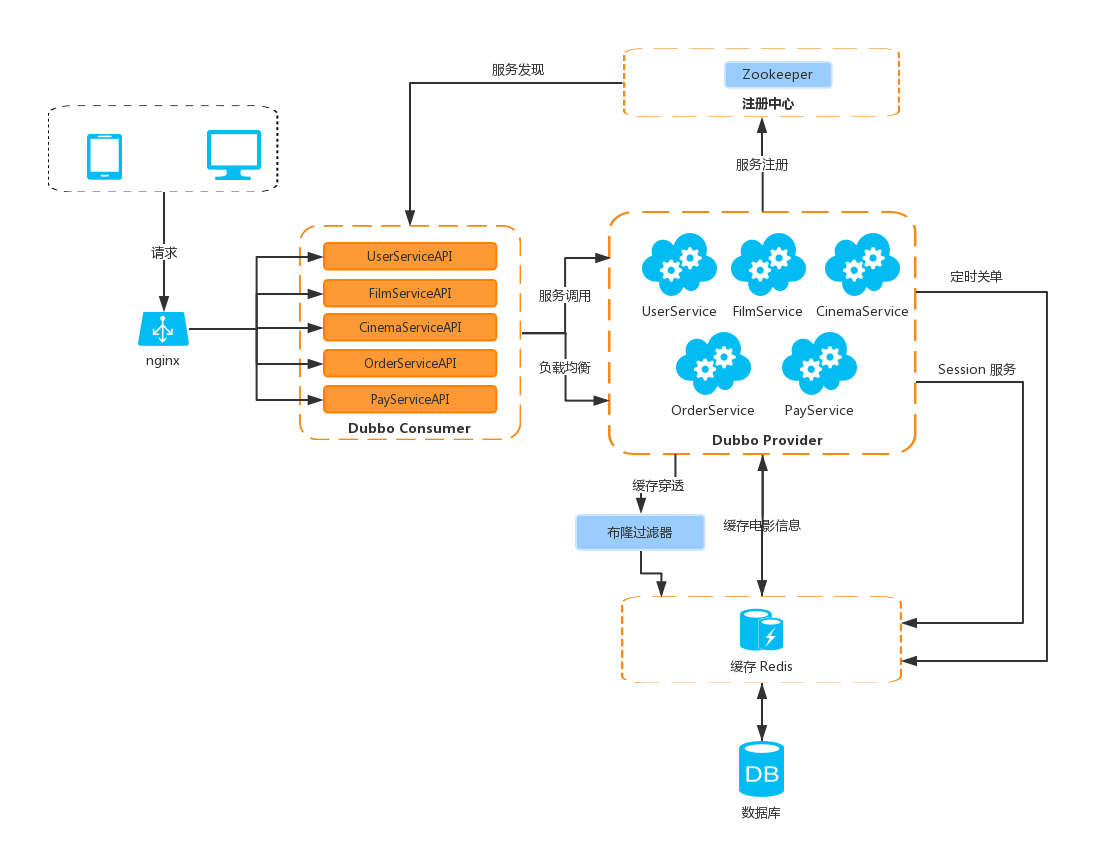 服务发现
Zookeeper
注册中心
服务注册
请求
nginx
UserServiceAPI
FilmServiceAPI
CinemaServiceAPI
OrderServiceAPI
PayServiceAPI
Dubbo Consumer
服务调用
负载均衡
UserService
FilmService
CinemaService
OrderService
PayService
Dubbo Provider
定时关单
Session 服务
缓存穿透
布隆过滤器
缓存电影信息
缓存 Redis
DB
数据库